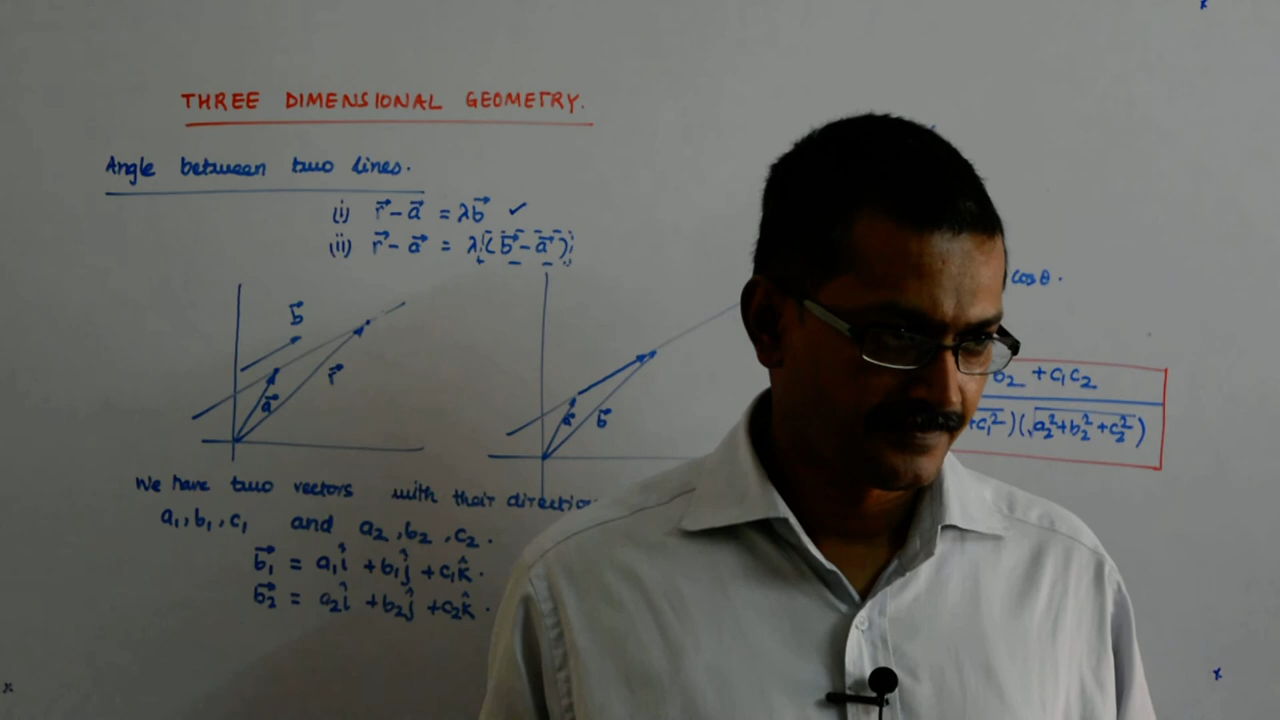 THREE DIMENSIONAL GEOMETRY.
Angle between two lines.
(i) r⃗ - a⃗ = λb⃗ ✓
(ii) r⃗ - a⃗ = λ(b⃗ - a⃗)
cosθ.
b⃗
r⃗
a⃗
a⃗
b⃗
b₂ + c₁c₂
+c₁²)(√a₂²+b₂²+c₂²)
We have two vectors with their direction
a₁, b₁, c₁ and a₂, b₂, c₂.
b⃗₁ = a₁î + b₁ĵ + c₁k̂.
b⃗₂ = a₂î + b₂ĵ + c₂k̂.